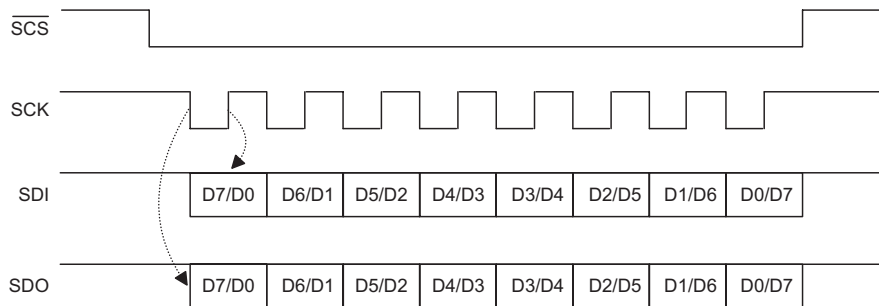 SCS
SCK
SDI D7/D0 D6/D1 D5/D2 D4/D3 D3/D4 D2/D5 D1/D6 D0/D7
SDO D7/D0 D6/D1 D5/D2 D4/D3 D3/D4 D2/D5 D1/D6 D0/D7